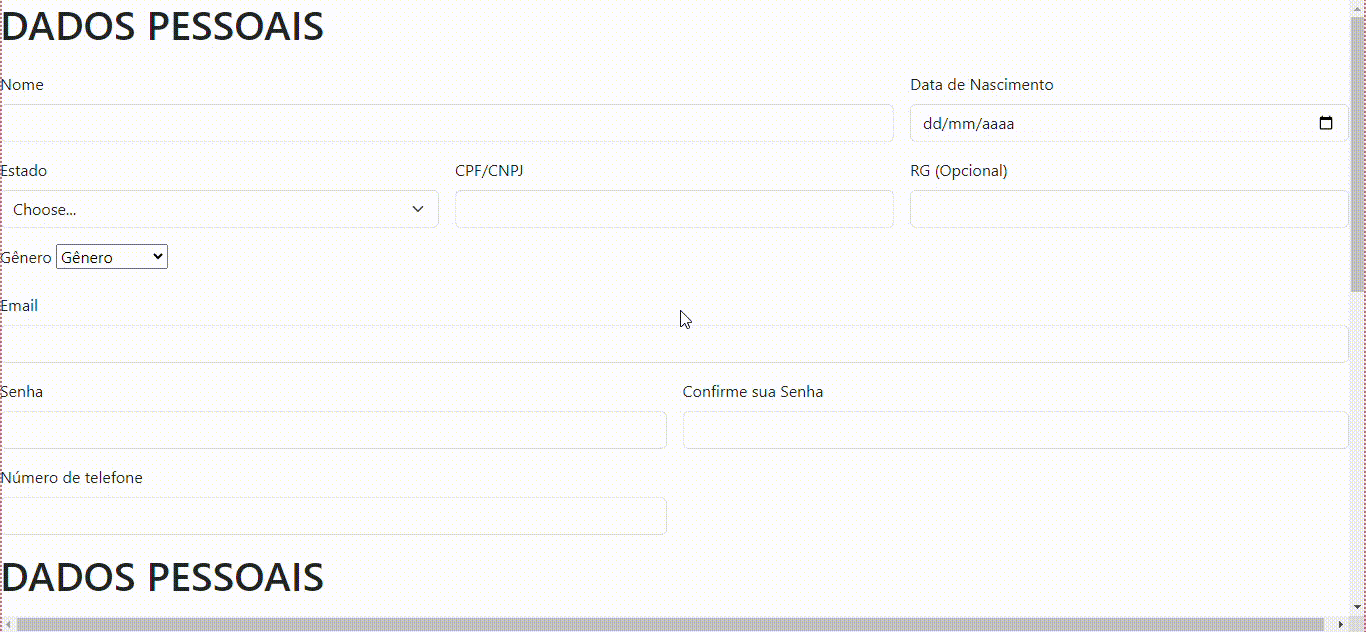 DADOS PESSOAIS
Nome Data de Nascimento
dd/mm/aaaa
Estado CPF/CNPJ RG (Opcional)
Choose...
Gênero Gênero
Email
Senha Confirme sua Senha
Número de telefone
DADOS PESSOAIS